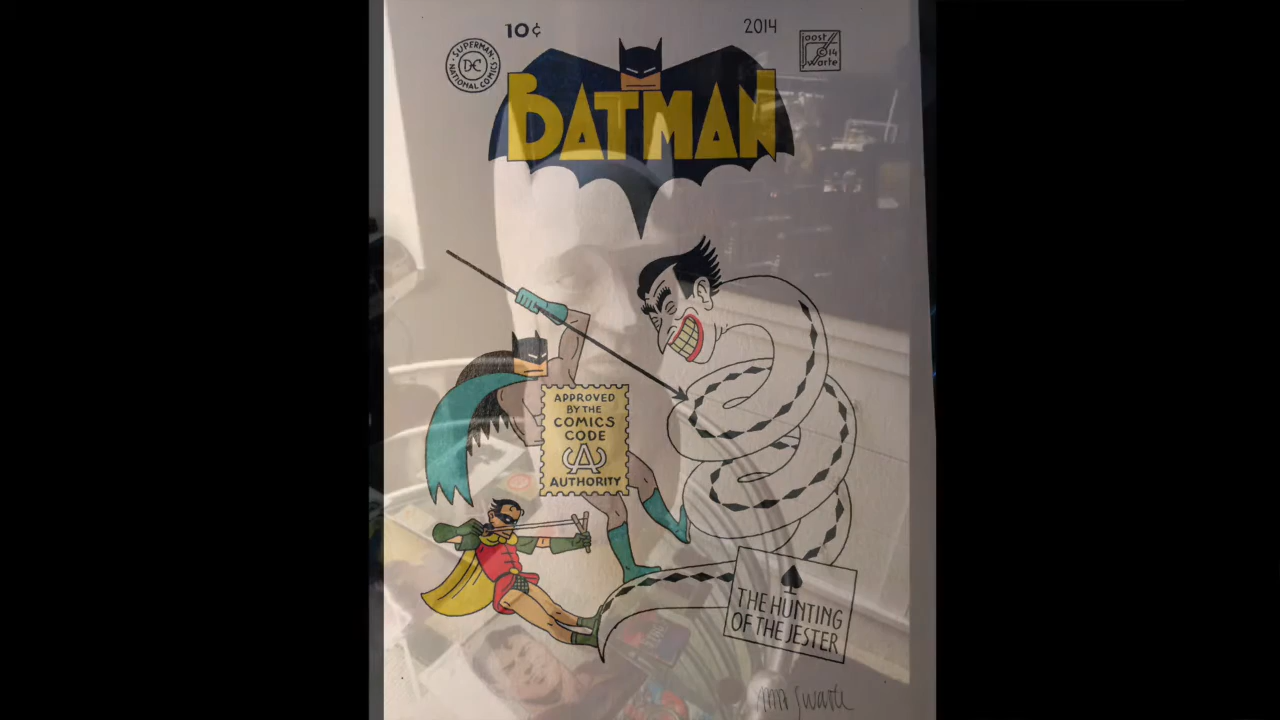 10¢
2014
SUPERMAN
DC
NATIONAL COMICS
joost
©14
swarte
BATMAN
APPROVED
BY THE
COMICS
CODE
A
AUTHORITY
THE HUNTING
OF THE JESTER